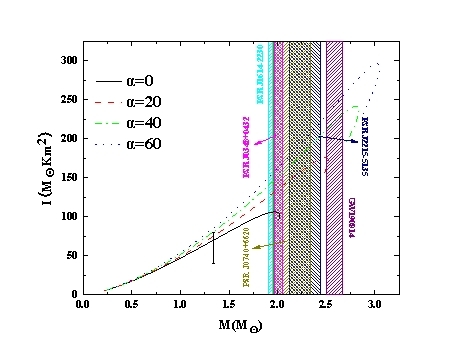 I (M⊙Km²)
300
250
200
150
100
50
0
α=0
α=20
α=40
α=60
PSR J1614-2230
PSR J0348+0432
PSR J0740+6620
PSR J2215-5135
GW190814
0.0 0.5 1.0 1.5 2.0 2.5 3.0
M(M⊙)